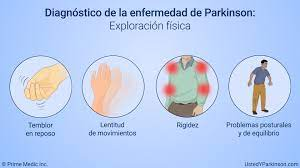 Diagnóstico de la enfermedad de Parkinson:
Exploración física
Temblor
en reposo
Lentitud
de movimientos
Rigidez
Problemas posturales
y de equilibrio
© Prime Medic Inc.
UstedYParkinson.com